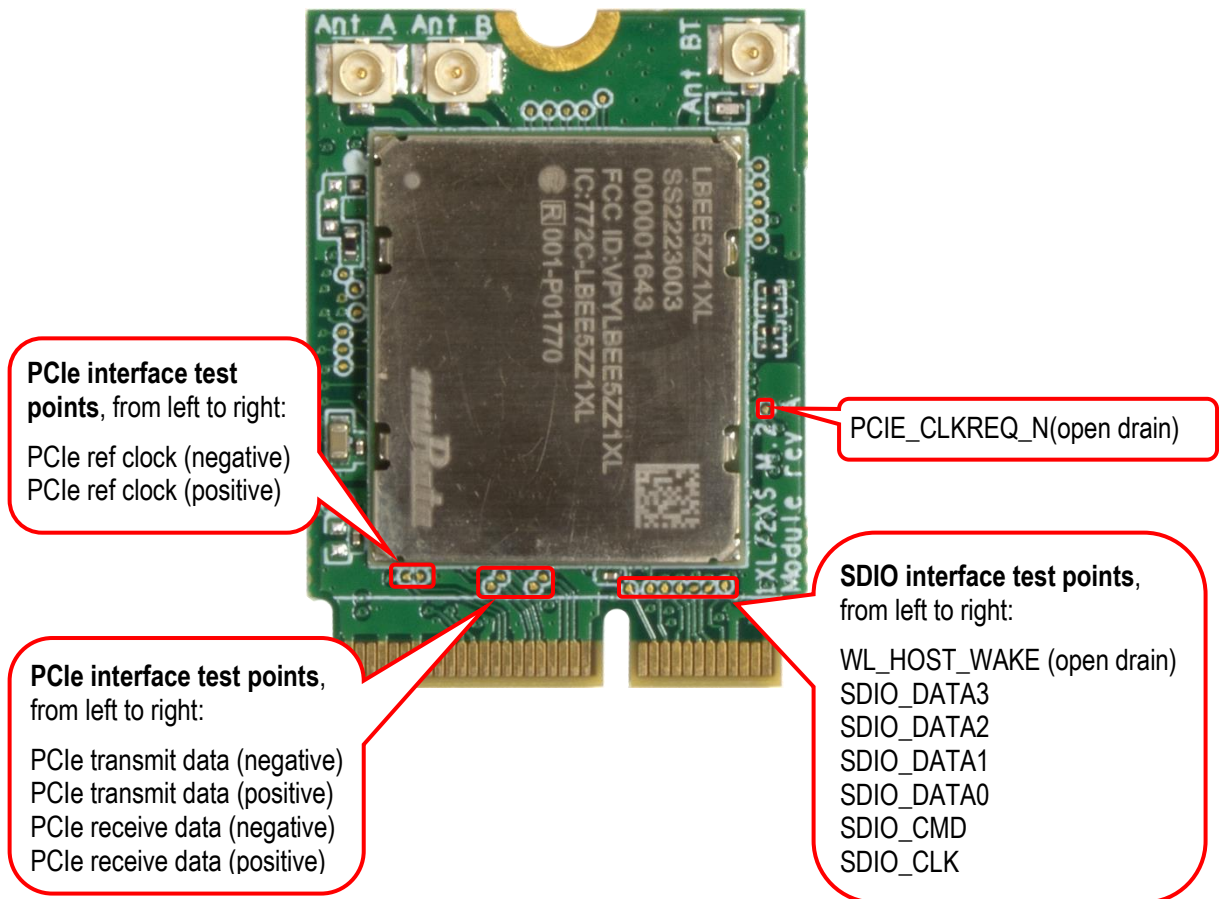 Ant A Ant B
Ant BT
LBEE5ZZ1XL
SS2223003
000001643
FCC ID:VPYLBEE5ZZ1XL
IC:772C-LBEE5ZZ1XL
R 001-P01770
muRata
1XL/2XS M.2
Module rev A
PCIe interface test
points, from left to right:
PCIe ref clock (negative)
PCIe ref clock (positive)
PCIE_CLKREQ_N(open drain)
PCIe interface test points,
from left to right:
PCIe transmit data (negative)
PCIe transmit data (positive)
PCIe receive data (negative)
PCIe receive data (positive)
SDIO interface test points,
from left to right:
WL_HOST_WAKE (open drain)
SDIO_DATA3
SDIO_DATA2
SDIO_DATA1
SDIO_DATA0
SDIO_CMD
SDIO_CLK